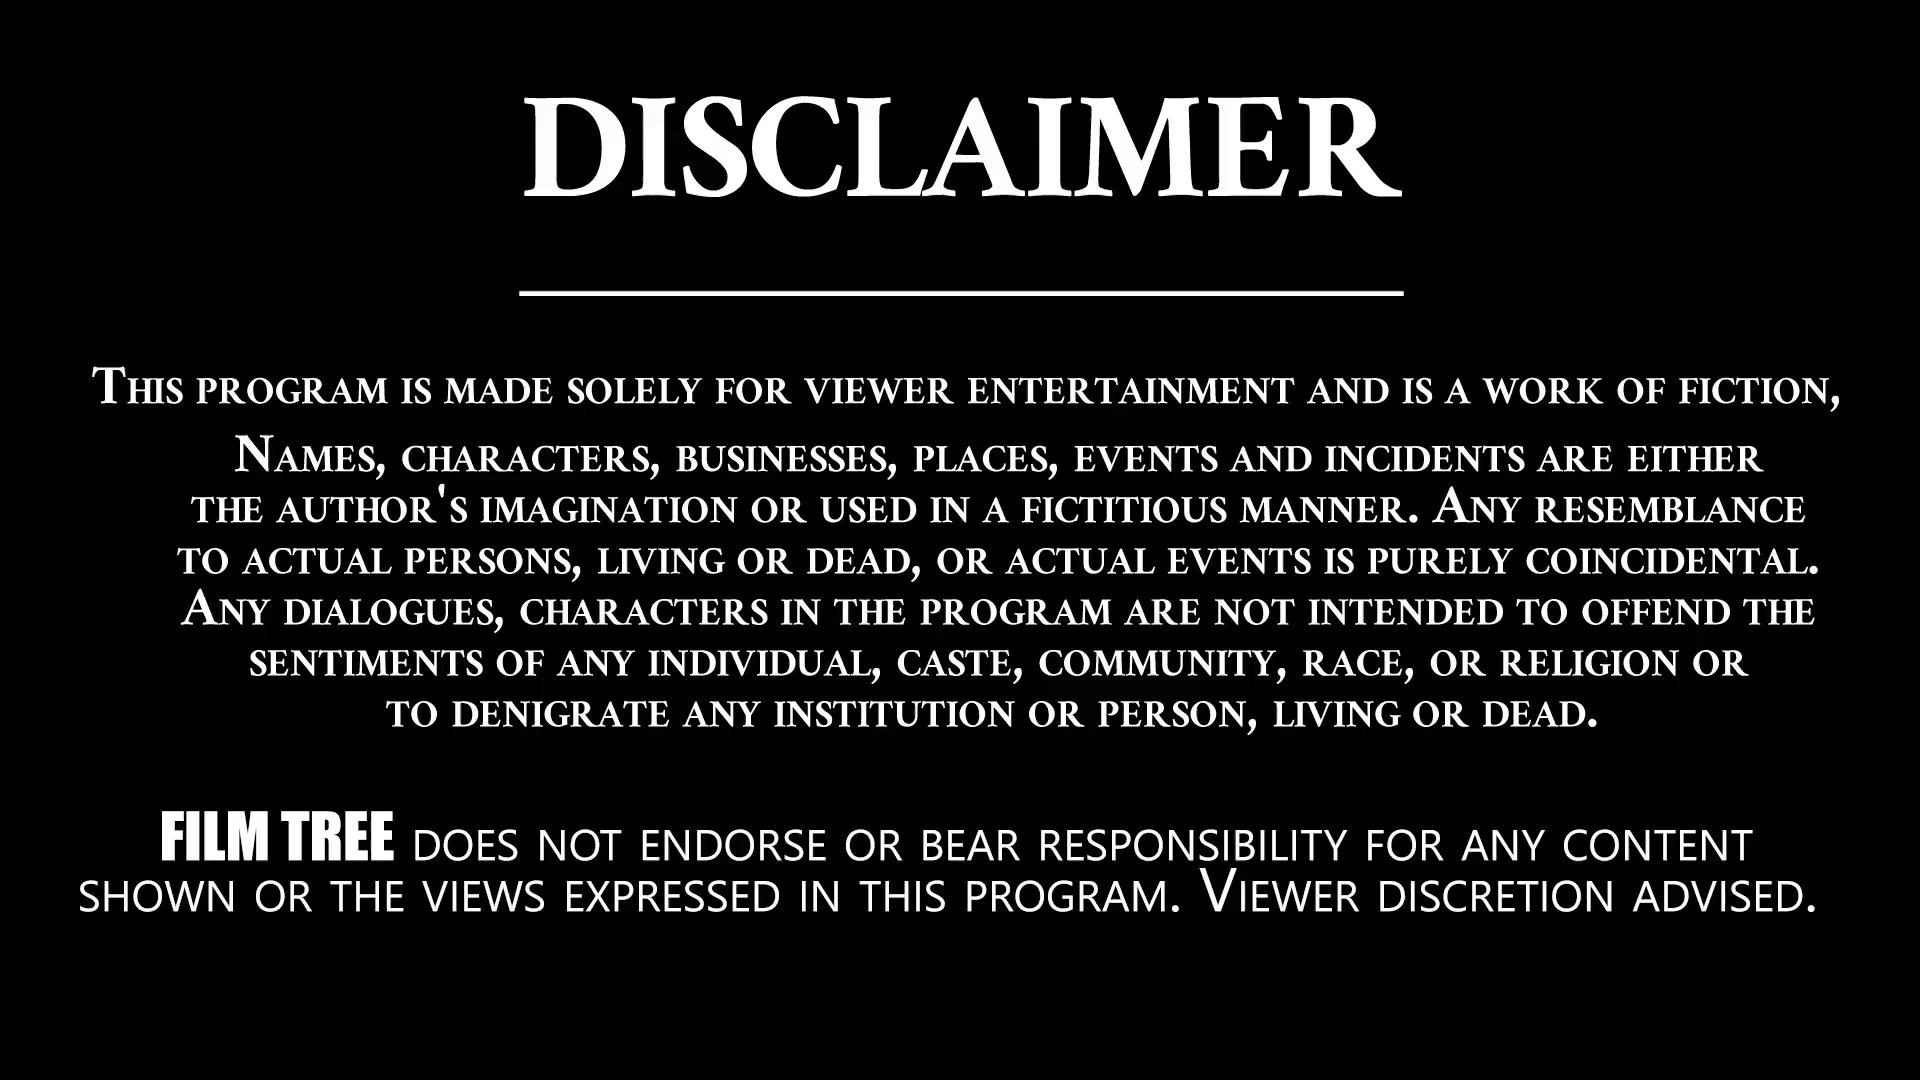 DISCLAIMER
This program is made solely for viewer entertainment and is a work of fiction,
Names, characters, businesses, places, events and incidents are either
the author's imagination or used in a fictitious manner. Any resemblance
to actual persons, living or dead, or actual events is purely coincidental.
Any dialogues, characters in the program are not intended to offend the
sentiments of any individual, caste, community, race, or religion or
to denigrate any institution or person, living or dead.
FILM TREE does not endorse or bear responsibility for any content
shown or the views expressed in this program. Viewer discretion advised.